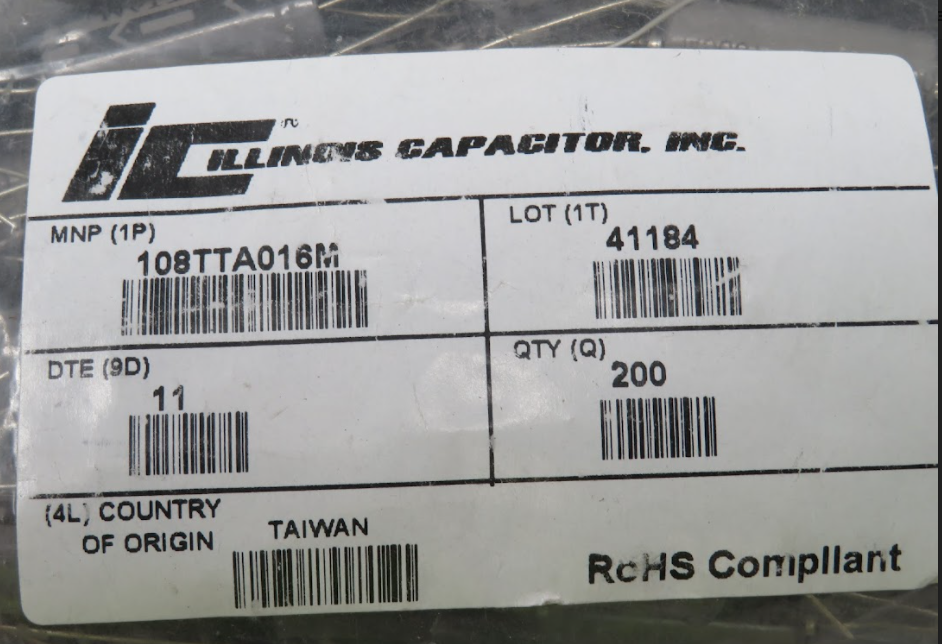 IC® ILLINOIS CAPACITOR, INC.
MNP (1P)
108TTA016M
LOT (1T)
41184
DTE (9D)
11
QTY (Q)
200
(4L) COUNTRY
OF ORIGIN
TAIWAN
RoHS Compliant